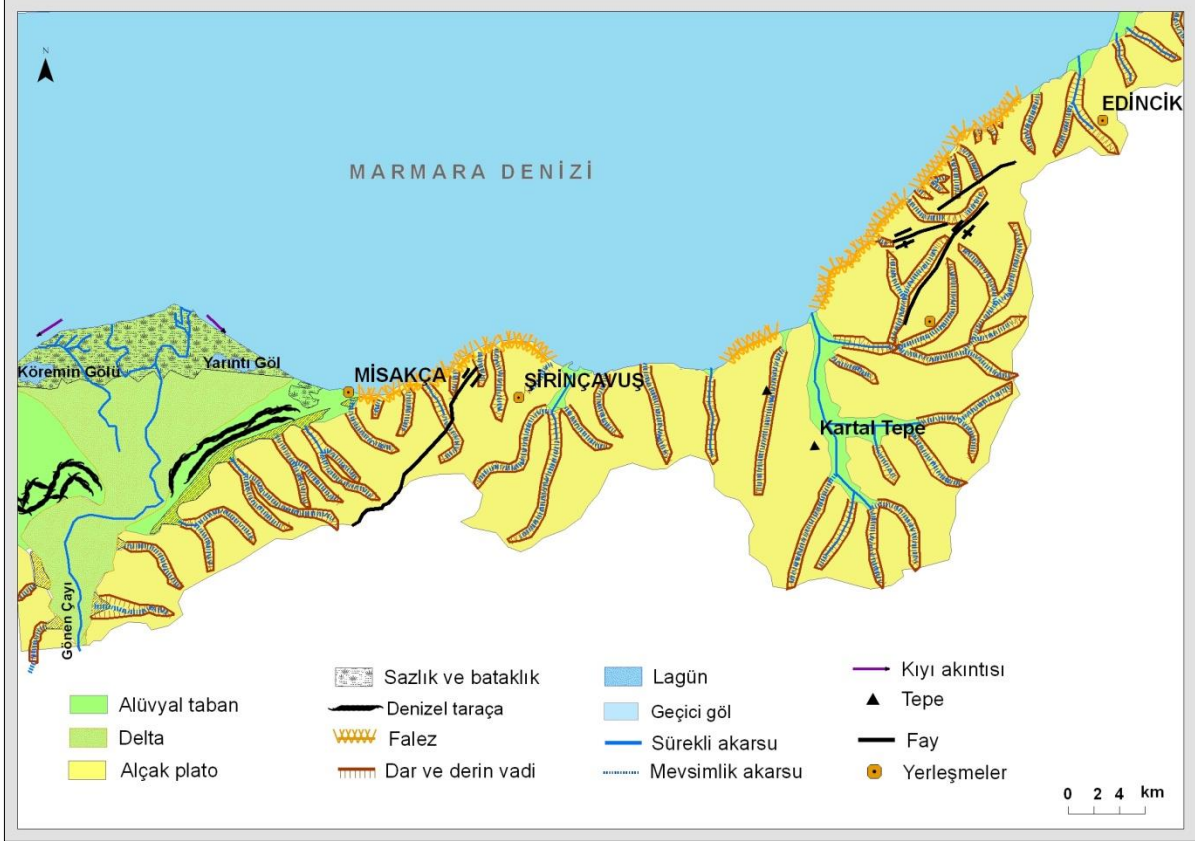 N
EDİNCİK
MARMARA DENİZİ
Köremin Gölü
Yarıntı Göl
MİSAKÇA
ŞİRİNÇAVUŞ
Kartal Tepe
Gönen Çayı
Alüvyal taban
Delta
Alçak plato
Sazlık ve bataklık
Denizel taraça
Falez
Dar ve derin vadi
Lagün
Geçici göl
Sürekli akarsu
Mevsimlik akarsu
Kıyı akıntısı
Tepe
Fay
Yerleşmeler
0 2 4 km